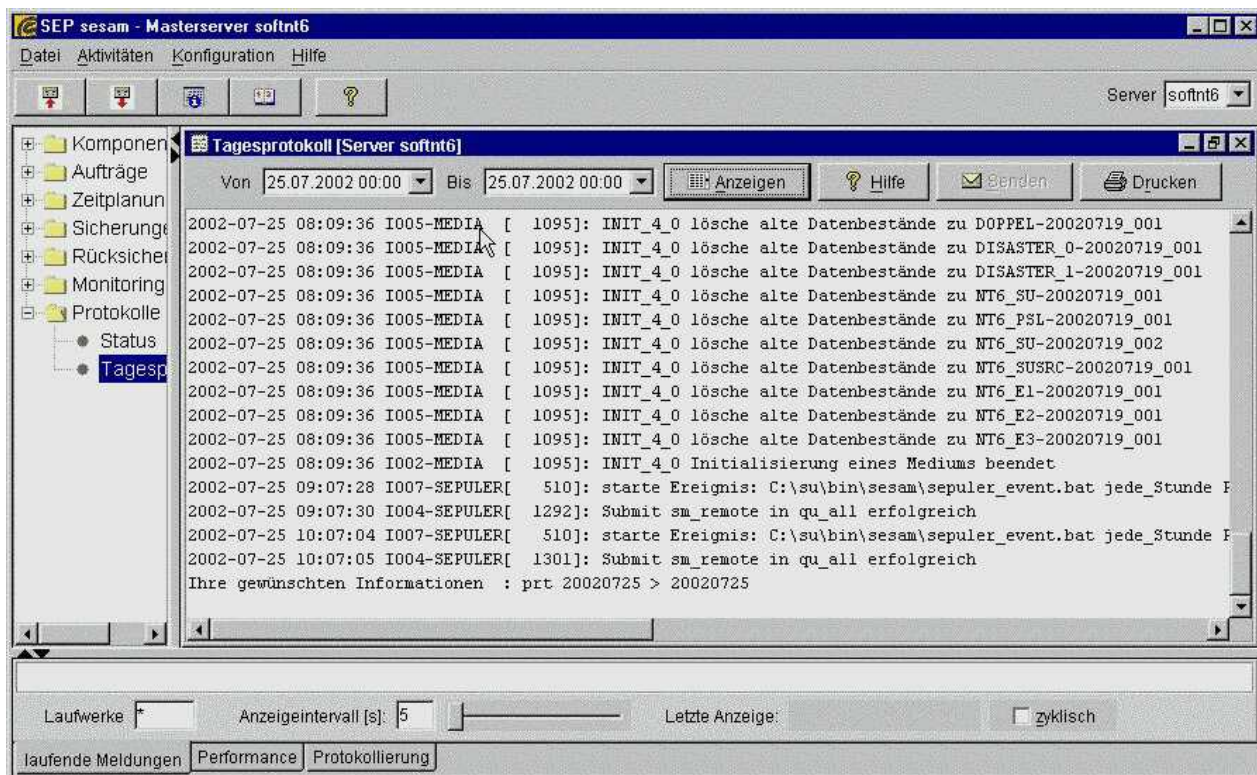 SEP sesam - Masterserver softnt6
Datei Aktivitäten Konfiguration Hilfe
Server softnt6
Komponen
Aufträge
Zeitplanun
Sicherunge
Rücksicher
Monitoring
Protokolle
Status
Tagesp
Tagesprotokoll [Server softnt6]
Von 25.07.2002 00:00 Bis 25.07.2002 00:00 Anzeigen Hilfe Senden Drucken
2002-07-25 08:09:36 I005-MEDIA [ 1095]: INIT_4_0 lösche alte Datenbestände zu DOPPEL-20020719_001
2002-07-25 08:09:36 I005-MEDIA [ 1095]: INIT_4_0 lösche alte Datenbestände zu DISASTER_0-20020719_001
2002-07-25 08:09:36 I005-MEDIA [ 1095]: INIT_4_0 lösche alte Datenbestände zu DISASTER_1-20020719_001
2002-07-25 08:09:36 I005-MEDIA [ 1095]: INIT_4_0 lösche alte Datenbestände zu NT6_SU-20020719_001
2002-07-25 08:09:36 I005-MEDIA [ 1095]: INIT_4_0 lösche alte Datenbestände zu NT6_PSL-20020719_001
2002-07-25 08:09:36 I005-MEDIA [ 1095]: INIT_4_0 lösche alte Datenbestände zu NT6_SU-20020719_002
2002-07-25 08:09:36 I005-MEDIA [ 1095]: INIT_4_0 lösche alte Datenbestände zu NT6_SUSRC-20020719_001
2002-07-25 08:09:36 I005-MEDIA [ 1095]: INIT_4_0 lösche alte Datenbestände zu NT6_E1-20020719_001
2002-07-25 08:09:36 I005-MEDIA [ 1095]: INIT_4_0 lösche alte Datenbestände zu NT6_E2-20020719_001
2002-07-25 08:09:36 I005-MEDIA [ 1095]: INIT_4_0 lösche alte Datenbestände zu NT6_E3-20020719_001
2002-07-25 08:09:36 I002-MEDIA [ 1095]: INIT_4_0 Initialisierung eines Mediums beendet
2002-07-25 09:07:28 I007-SEPULER[ 510]: starte Ereignis: C:\su\bin\sesam\sepuler_event.bat jede_Stunde
2002-07-25 09:07:30 I004-SEPULER[ 1292]: Submit sm_remote in qu_all erfolgreich
2002-07-25 10:07:04 I007-SEPULER[ 510]: starte Ereignis: C:\su\bin\sesam\sepuler_event.bat jede_Stunde
2002-07-25 10:07:05 I004-SEPULER[ 1301]: Submit sm_remote in qu_all erfolgreich
Ihre gewünschten Informationen : prt 20020725 > 20020725
Laufwerke * Anzeigeintervall [s]: 5 Letzte Anzeige: zyklisch
laufende Meldungen Performance Protokollierung